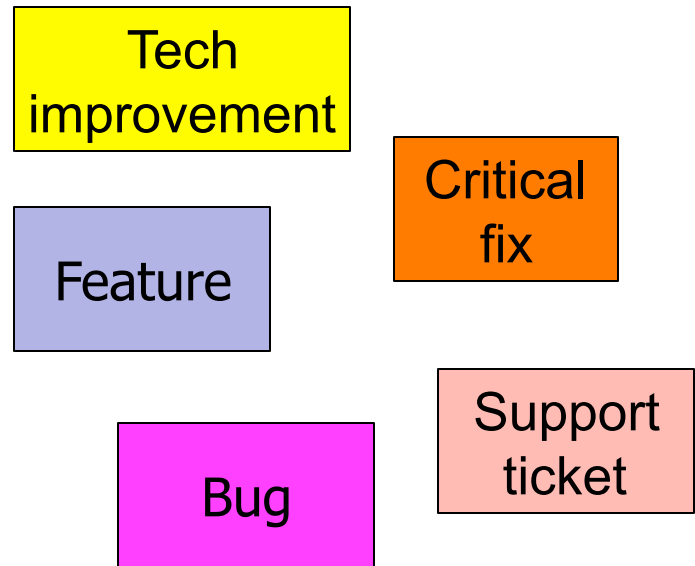 Tech
improvement
Critical
fix
Feature
Support
ticket
Bug